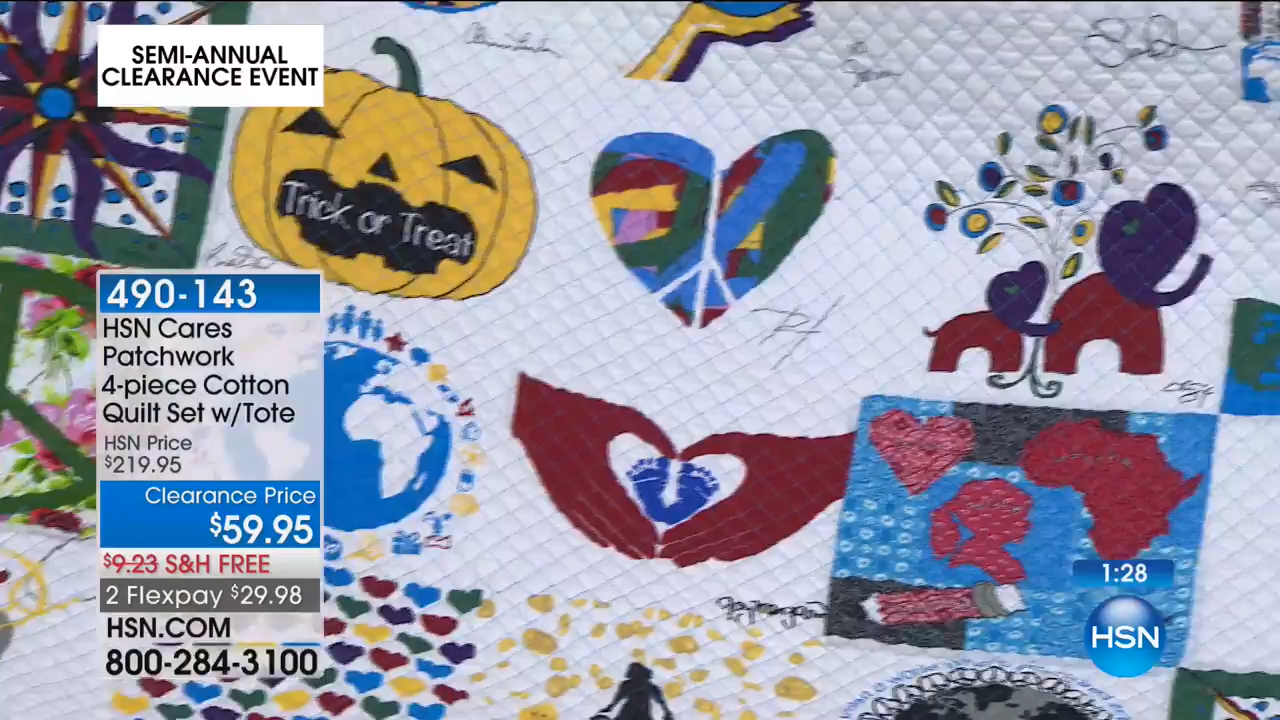 SEMI-ANNUAL
CLEARANCE EVENT
Trick or Treat
490-143
HSN Cares
Patchwork
4-piece Cotton
Quilt Set w/Tote
HSN Price
$219.95
Clearance Price
$59.95
$9.23 S&H FREE
2 Flexpay $29.98
HSN.COM
800-284-3100
1:28
HSN